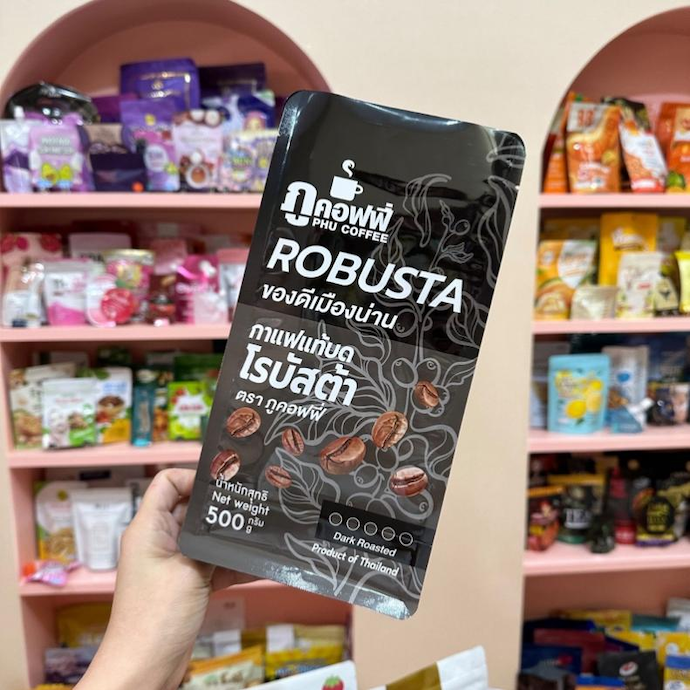 ภูคอฟฟี่
PHU COFFEE
ROBUSTA
ของดีเมืองน่าน
กาแฟแท้บด
โรบัสต้า
ตรา ภูคอฟฟี่
น้ำหนักสุทธิ
Net weight
500 กรัม
g
Dark Roasted
Product of Thailand